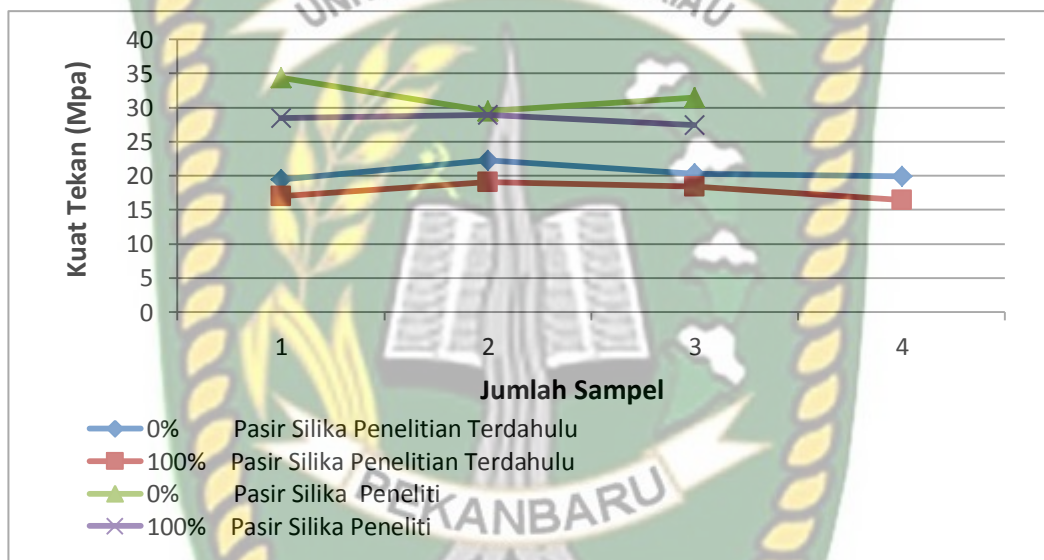 Kuat Tekan (Mpa)
40
35
30
25
20
15
10
5
0
1 2 3 4
Jumlah Sampel
0% Pasir Silika Penelitian Terdahulu
100% Pasir Silika Penelitian Terdahulu
0% Pasir Silika Peneliti
100% Pasir Silika Peneliti
PEKANBARU